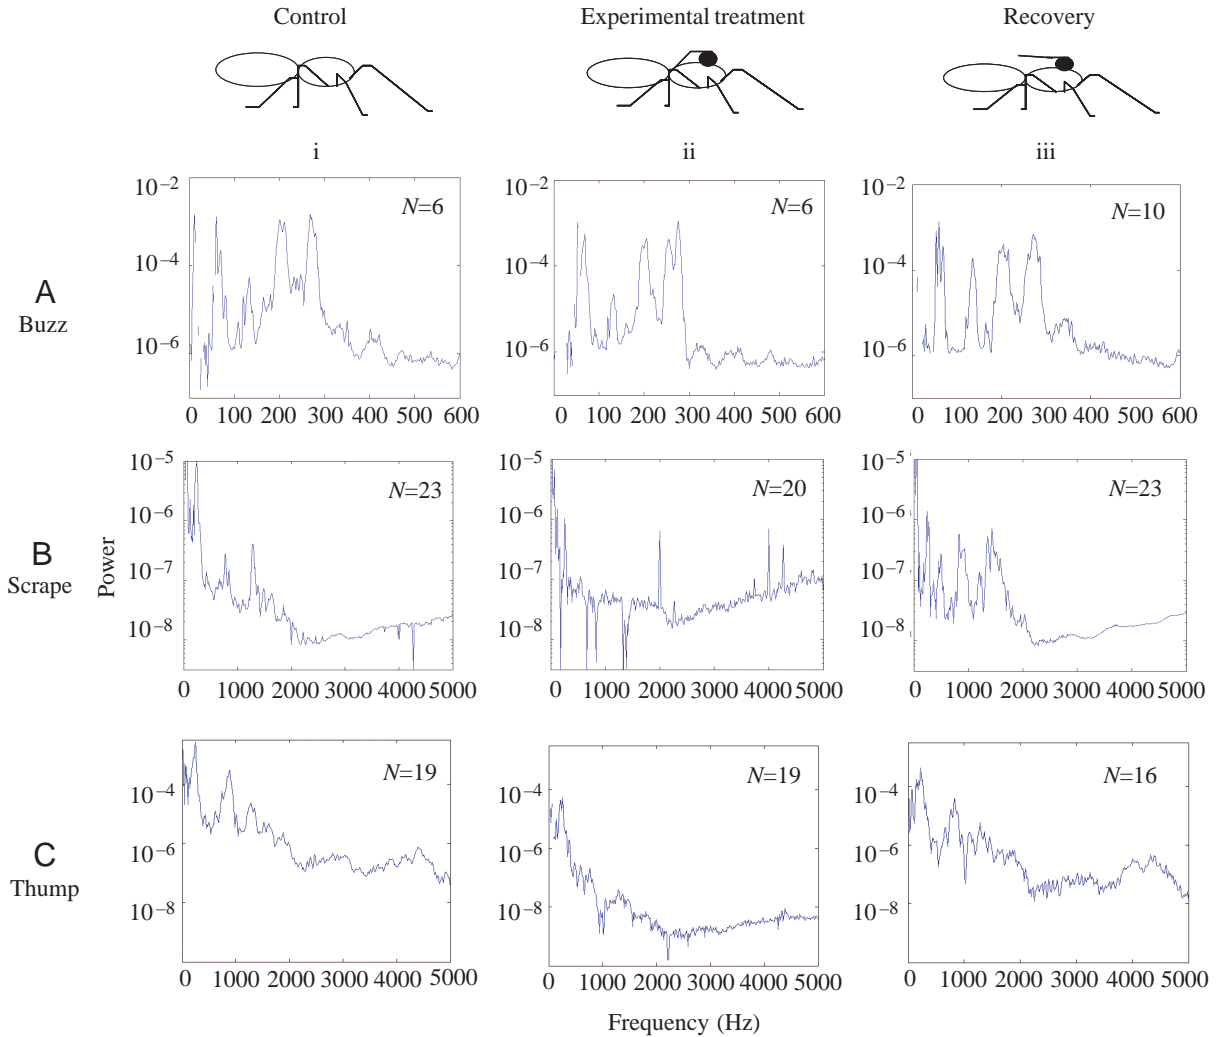 Control Experimental treatment Recovery
i ii iii
A
Buzz
10−2 10−4 10−6
N=6
0 100 200 300 400 500 600
10−2 10−4 10−6
N=6
0 100 200 300 400 500 600
10−2 10−4 10−6
N=10
0 100 200 300 400 500 600
B
Scrape
Power
10−5 10−6 10−7 10−8
N=23
0 1000 2000 3000 4000 5000
10−5 10−6 10−7 10−8
N=20
0 1000 2000 3000 4000 5000
10−5 10−6 10−7 10−8
N=23
0 1000 2000 3000 4000 5000
C
Thump
10−4 10−6 10−8
N=19
0 1000 2000 3000 4000 5000
10−4 10−6 10−8
N=19
0 1000 2000 3000 4000 5000
10−4 10−6 10−8
N=16
0 1000 2000 3000 4000 5000
Frequency (Hz)